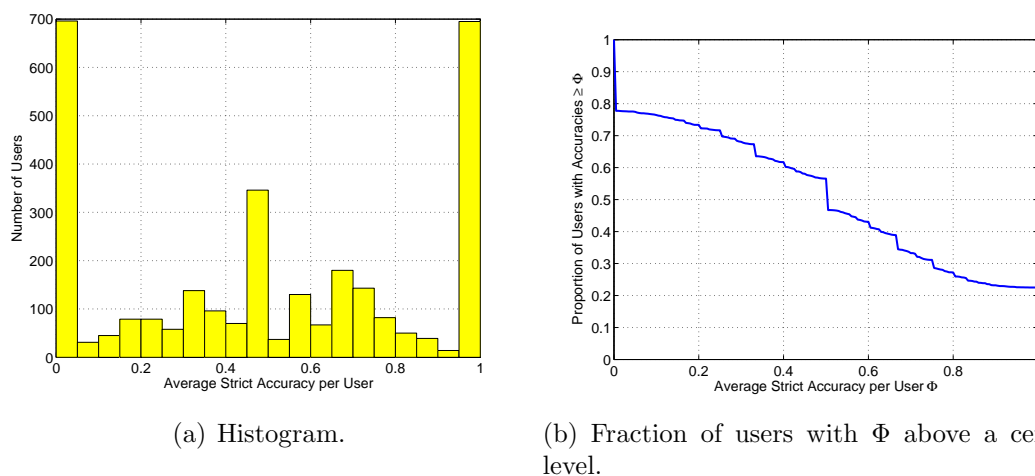 700
600
500
400
300
200
100
0
Number of Users
0 0.2 0.4 0.6 0.8 1
Average Strict Accuracy per User
(a) Histogram.
1
0.9
0.8
0.7
0.6
0.5
0.4
0.3
0.2
0.1
0
Proportion of Users with Accuracies ≥ Φ
0 0.2 0.4 0.6 0.8
Average Strict Accuracy per User Φ
(b) Fraction of users with Φ above a ce
level.